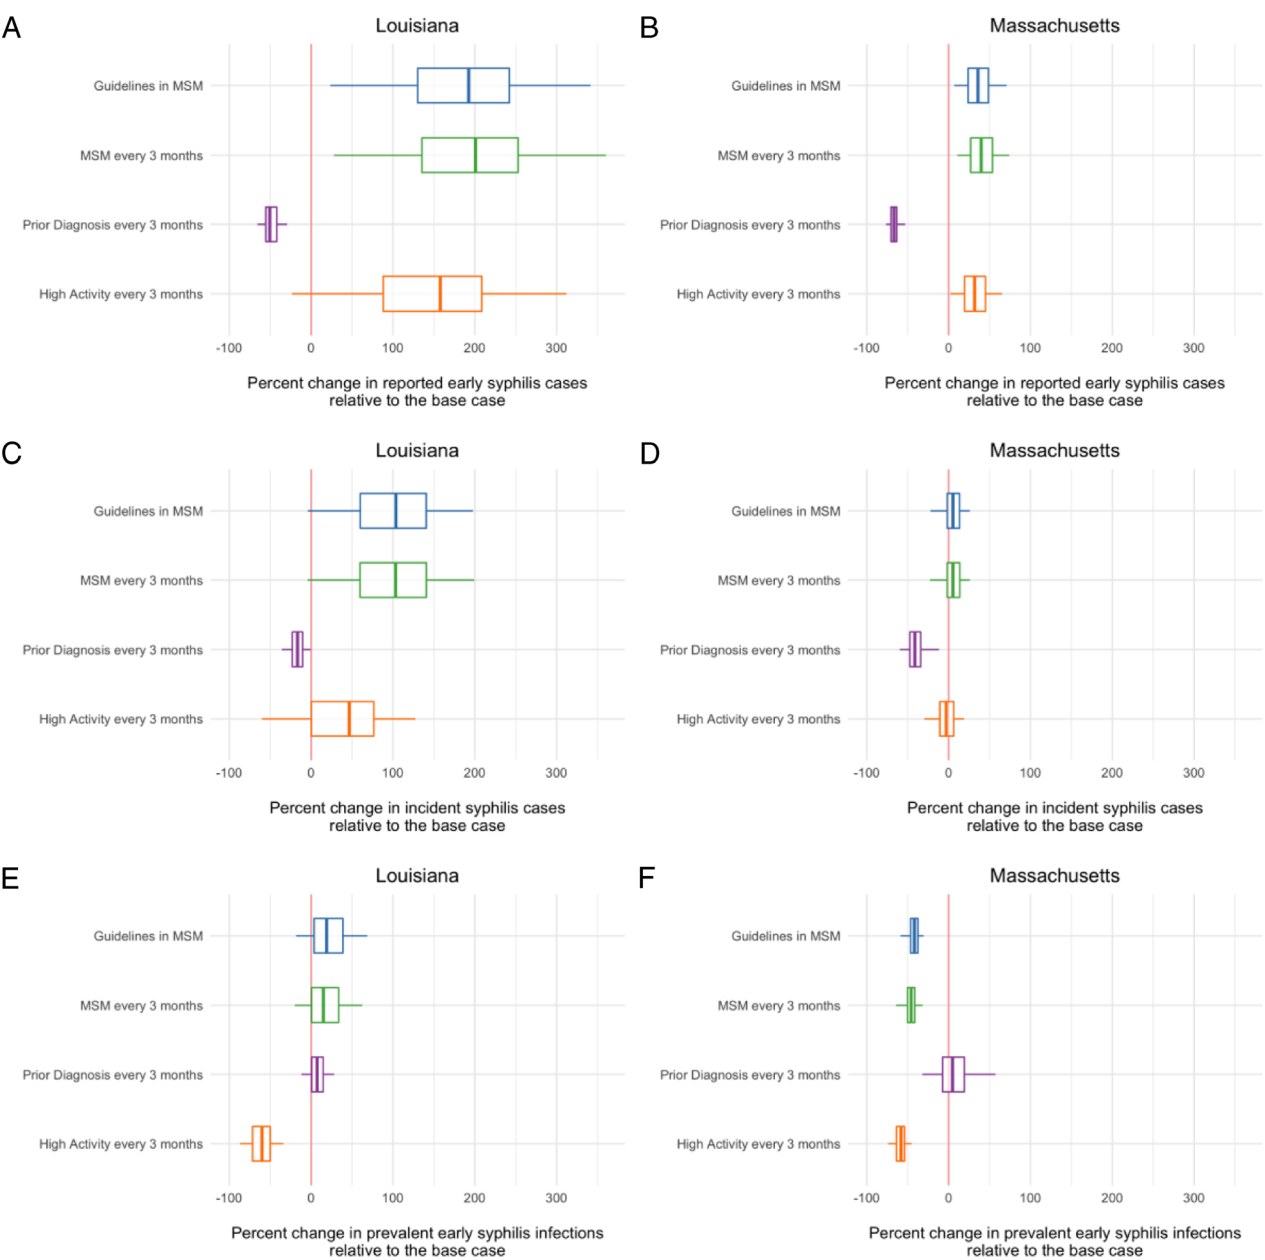 A
Louisiana
Guidelines in MSM
MSM every 3 months
Prior Diagnosis every 3 months
High Activity every 3 months
-100 0 100 200 300
Percent change in reported early syphilis cases
relative to the base case
B
Massachusetts
Guidelines in MSM
MSM every 3 months
Prior Diagnosis every 3 months
High Activity every 3 months
-100 0 100 200 300
Percent change in reported early syphilis cases
relative to the base case
C
Louisiana
Guidelines in MSM
MSM every 3 months
Prior Diagnosis every 3 months
High Activity every 3 months
-100 0 100 200 300
Percent change in incident syphilis cases
relative to the base case
D
Massachusetts
Guidelines in MSM
MSM every 3 months
Prior Diagnosis every 3 months
High Activity every 3 months
-100 0 100 200 300
Percent change in incident syphilis cases
relative to the base case
E
Louisiana
Guidelines in MSM
MSM every 3 months
Prior Diagnosis every 3 months
High Activity every 3 months
-100 0 100 200 300
Percent change in prevalent early syphilis infections
relative to the base case
F
Massachusetts
Guidelines in MSM
MSM every 3 months
Prior Diagnosis every 3 months
High Activity every 3 months
-100 0 100 200 300
Percent change in prevalent early syphilis infections
relative to the base case